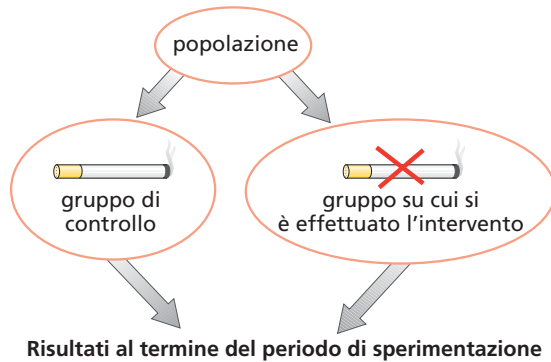 popolazione
gruppo di
controllo
gruppo su cui si
è effettuato l'intervento
Risultati al termine del periodo di sperimentazione